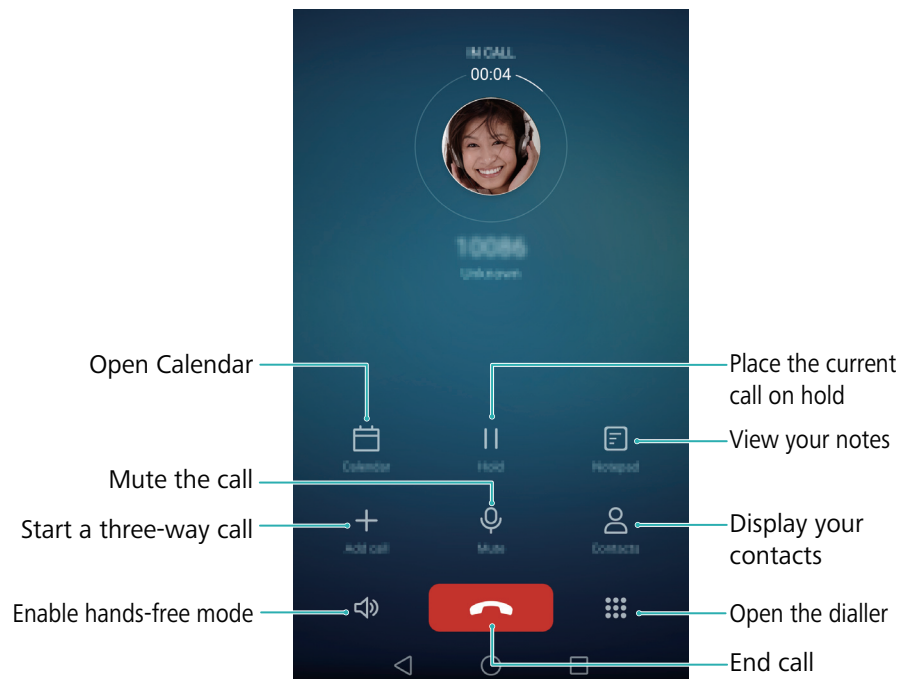 IN CALL
00:04
10086
Unknown
Open Calendar
Place the current
call on hold
View your notes
Calendar
Hold
Notepad
Mute the call
Start a three-way call
Display your
contacts
Add call
Mute
Contacts
Enable hands-free mode
Open the dialler
End call